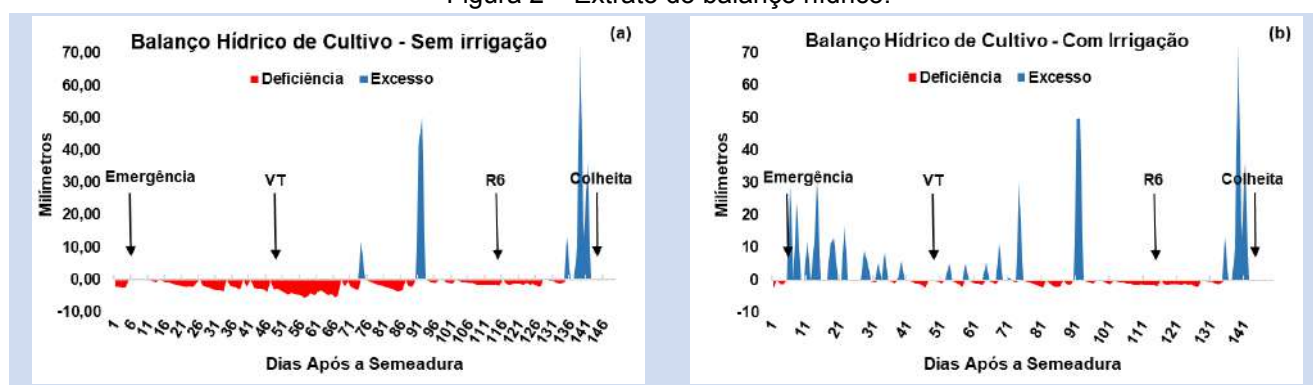 Figura 2 – Extrato do balanço hídrico.
Balanço Hídrico de Cultivo - Sem irrigação
(a)
Deficiência Excesso
Milímetros
70,00
60,00
50,00
40,00
30,00
20,00
10,00
0,00
-10,00
Emergência
VT
R6
Colheita
1 6 11 16 21 26 31 36 41 46 51 56 61 66 71 76 81 86 91 96 101 106 111 116 121 126 131 136 141 146
Dias Após a Semeadura
Balanço Hídrico de Cultivo - Com Irrigação
(b)
Deficiência Excesso
Milímetros
70
60
50
40
30
20
10
0
-10
Emergência
VT
R6
Colheita
1 11 21 31 41 51 61 71 81 91 101 111 121 131 141
Dias Após a Semeadura